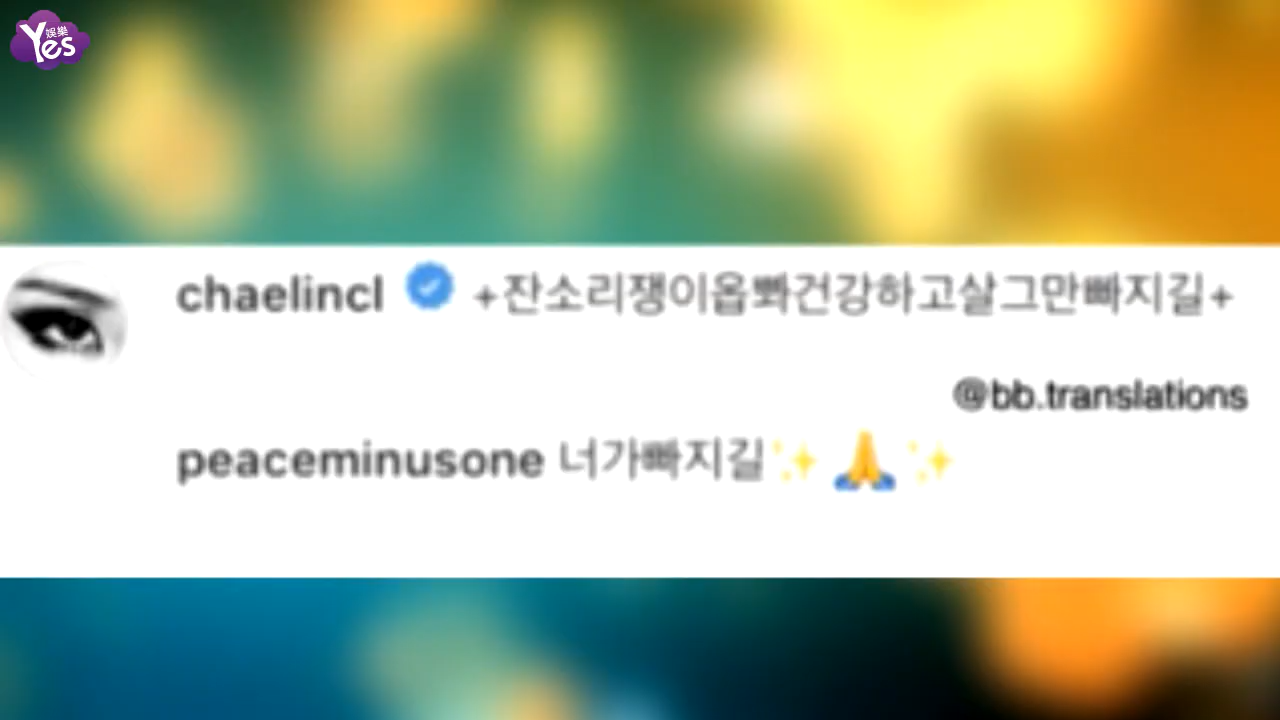 Yes 娛樂
chaelincl +잔소리쟁이옵뽜건강하고살그만빠지길+
@bb.translations
peaceminusone 너가빠지길✨🙏✨